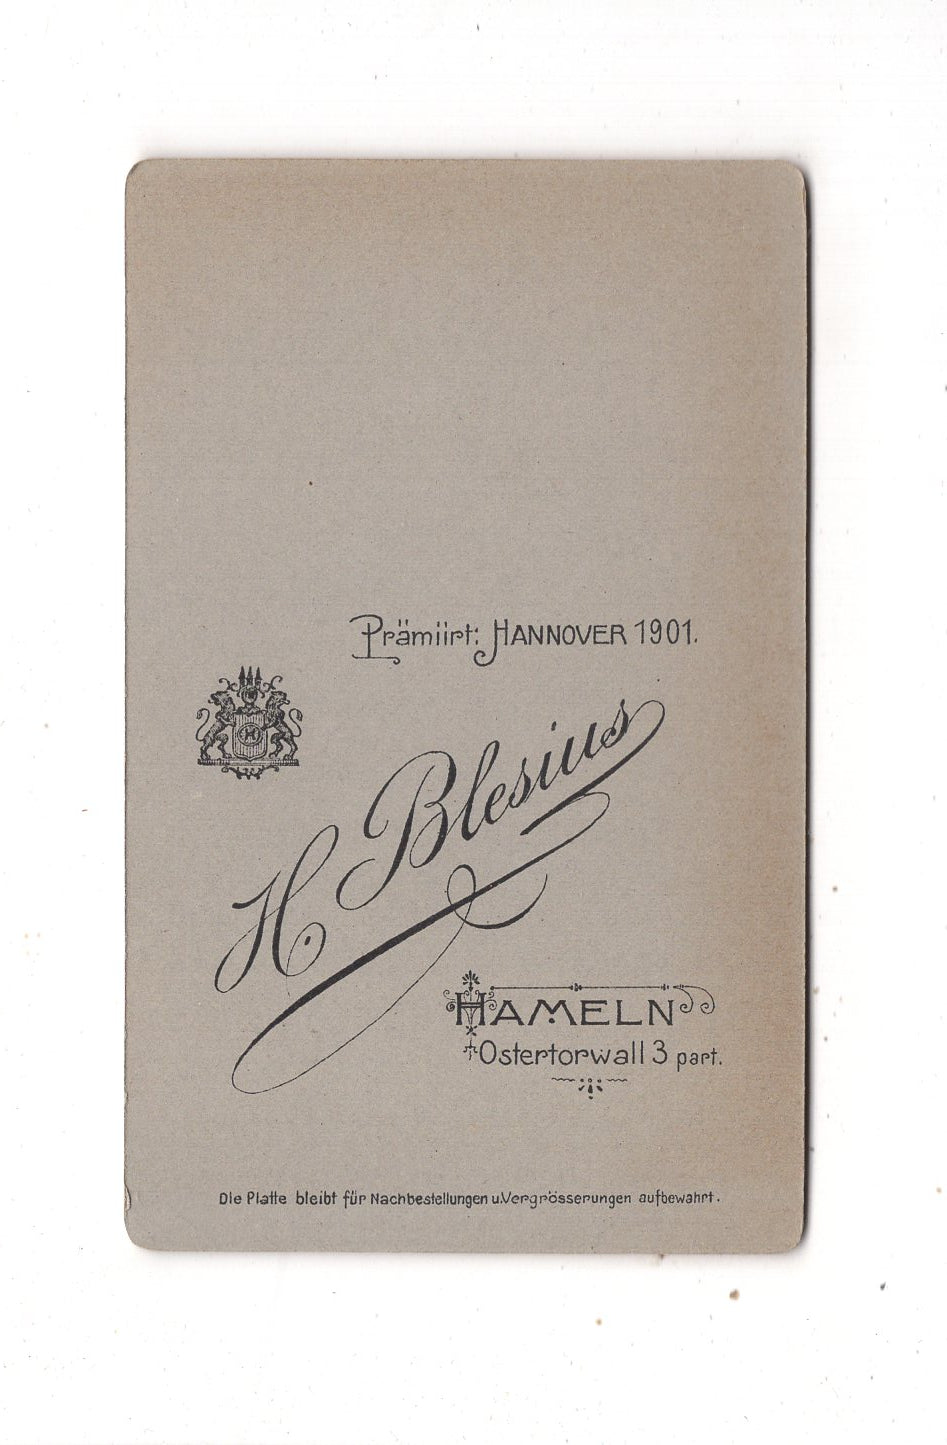 Prämiirt: HANNOVER 1901.
H. Blesius
HAMELN
Ostertorwall 3 part.
Die Platte bleibt für Nachbestellungen u. Vergrösserungen aufbewahrt.